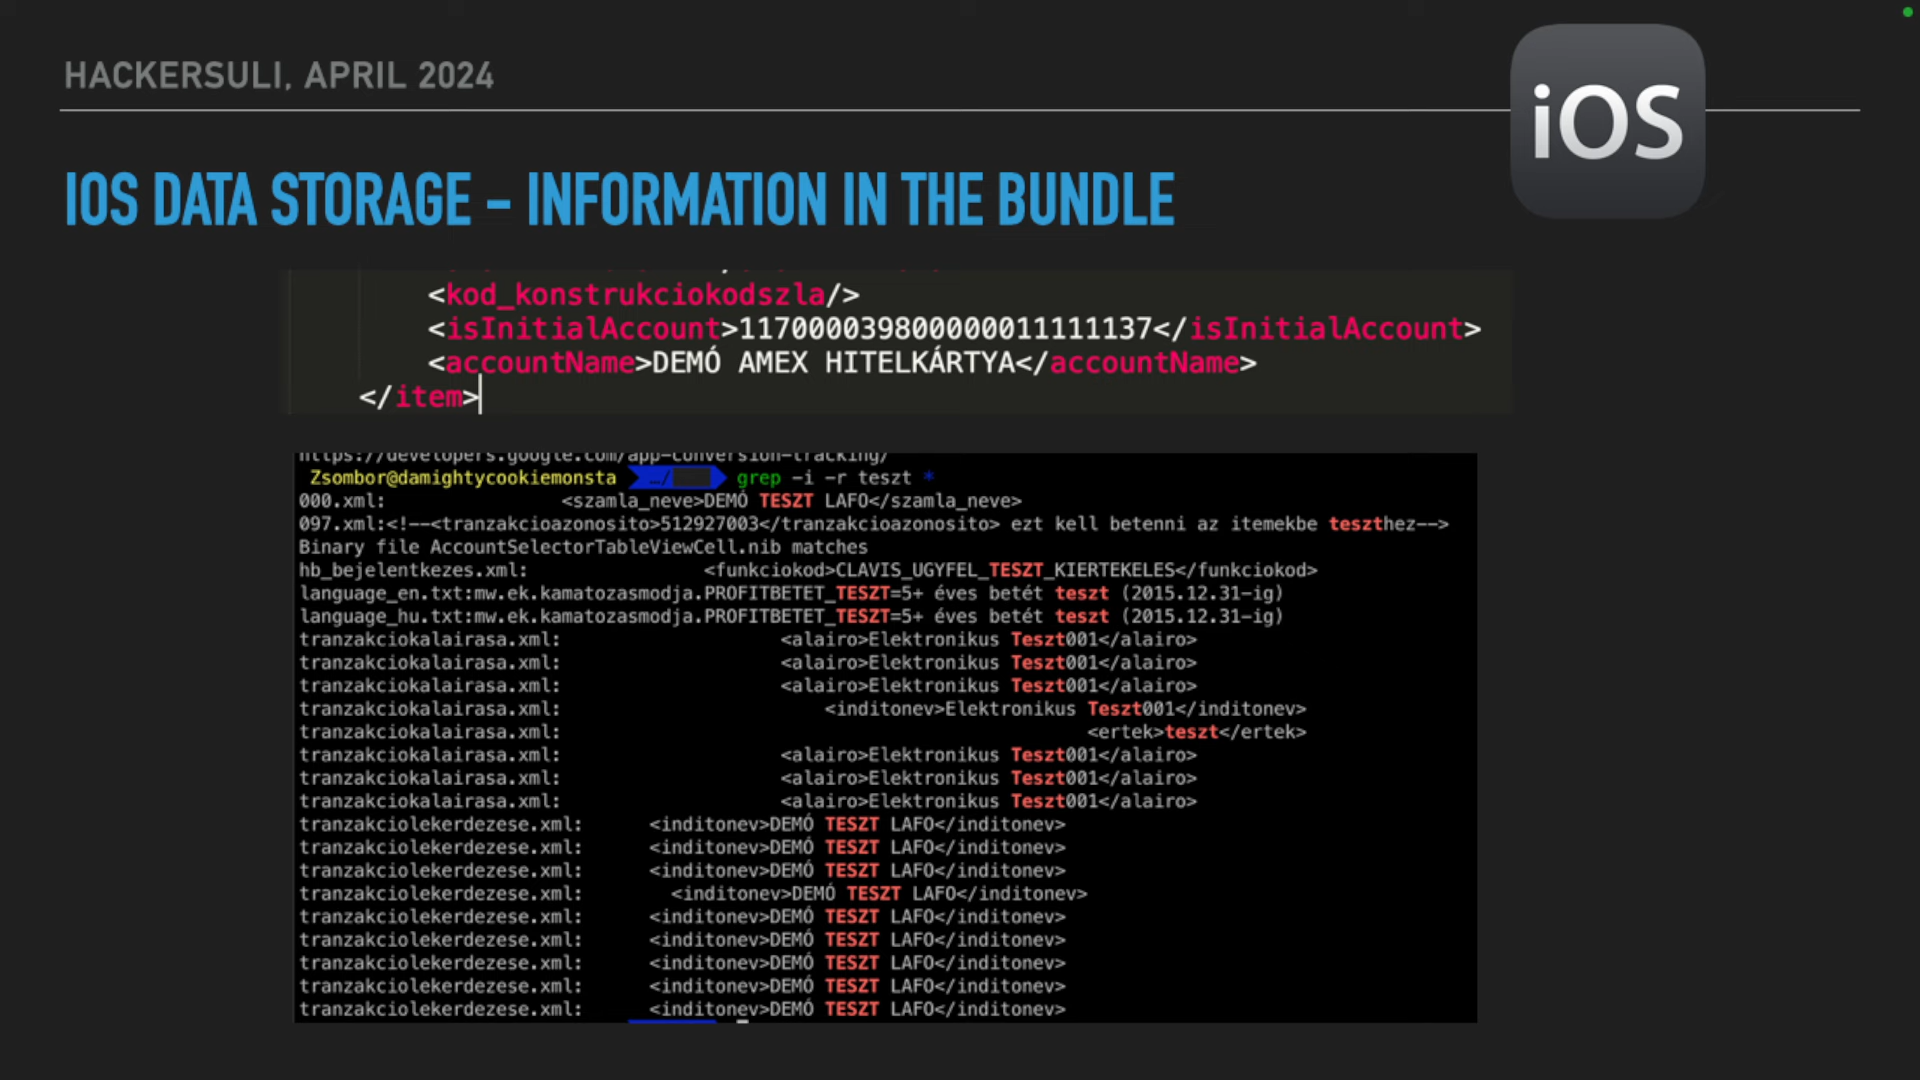 HACKERSULI, APRIL 2024
iOS
IOS DATA STORAGE – INFORMATION IN THE BUNDLE
<kod_konstrukciokodszla/>
<isInitialAccount>117000039800000011111137</isInitialAccount>
<accountName>DEMÓ AMEX HITELKÁRTYA</accountName>
</item>
https://developers.google.com/app-conversion-tracking/
Zsombor@damightycookiemonsta …/ grep -i -r teszt *
000.xml: <szamla_neve>DEMÓ TESZT LAFO</szamla_neve>
097.xml:<!--<tranzakcioazonosito>512927003</tranzakcioazonosito> ezt kell betenni az itemekbe teszthez-->
Binary file AccountSelectorTableViewCell.nib matches
hb_bejelentkezes.xml: <funkciokod>CLAVIS_UGYFEL_TESZT_KIERTEKELES</funkciokod>
language_en.txt:mw.ek.kamatozasmodja.PROFITBETET_TESZT=5+ éves betét teszt (2015.12.31-ig)
language_hu.txt:mw.ek.kamatozasmodja.PROFITBETET_TESZT=5+ éves betét teszt (2015.12.31-ig)
tranzakciokalairasa.xml: <alairo>Elektronikus Teszt001</alairo>
tranzakciokalairasa.xml: <alairo>Elektronikus Teszt001</alairo>
tranzakciokalairasa.xml: <alairo>Elektronikus Teszt001</alairo>
tranzakciokalairasa.xml: <inditonev>Elektronikus Teszt001</inditonev>
tranzakciokalairasa.xml: <ertek>teszt</ertek>
tranzakciokalairasa.xml: <alairo>Elektronikus Teszt001</alairo>
tranzakciokalairasa.xml: <alairo>Elektronikus Teszt001</alairo>
tranzakciokalairasa.xml: <alairo>Elektronikus Teszt001</alairo>
tranzakciolekerdezese.xml: <inditonev>DEMÓ TESZT LAFO</inditonev>
tranzakciolekerdezese.xml: <inditonev>DEMÓ TESZT LAFO</inditonev>
tranzakciolekerdezese.xml: <inditonev>DEMÓ TESZT LAFO</inditonev>
tranzakciolekerdezese.xml: <inditonev>DEMÓ TESZT LAFO</inditonev>
tranzakciolekerdezese.xml: <inditonev>DEMÓ TESZT LAFO</inditonev>
tranzakciolekerdezese.xml: <inditonev>DEMÓ TESZT LAFO</inditonev>
tranzakciolekerdezese.xml: <inditonev>DEMÓ TESZT LAFO</inditonev>
tranzakciolekerdezese.xml: <inditonev>DEMÓ TESZT LAFO</inditonev>
tranzakciolekerdezese.xml: <inditonev>DEMÓ TESZT LAFO</inditonev>